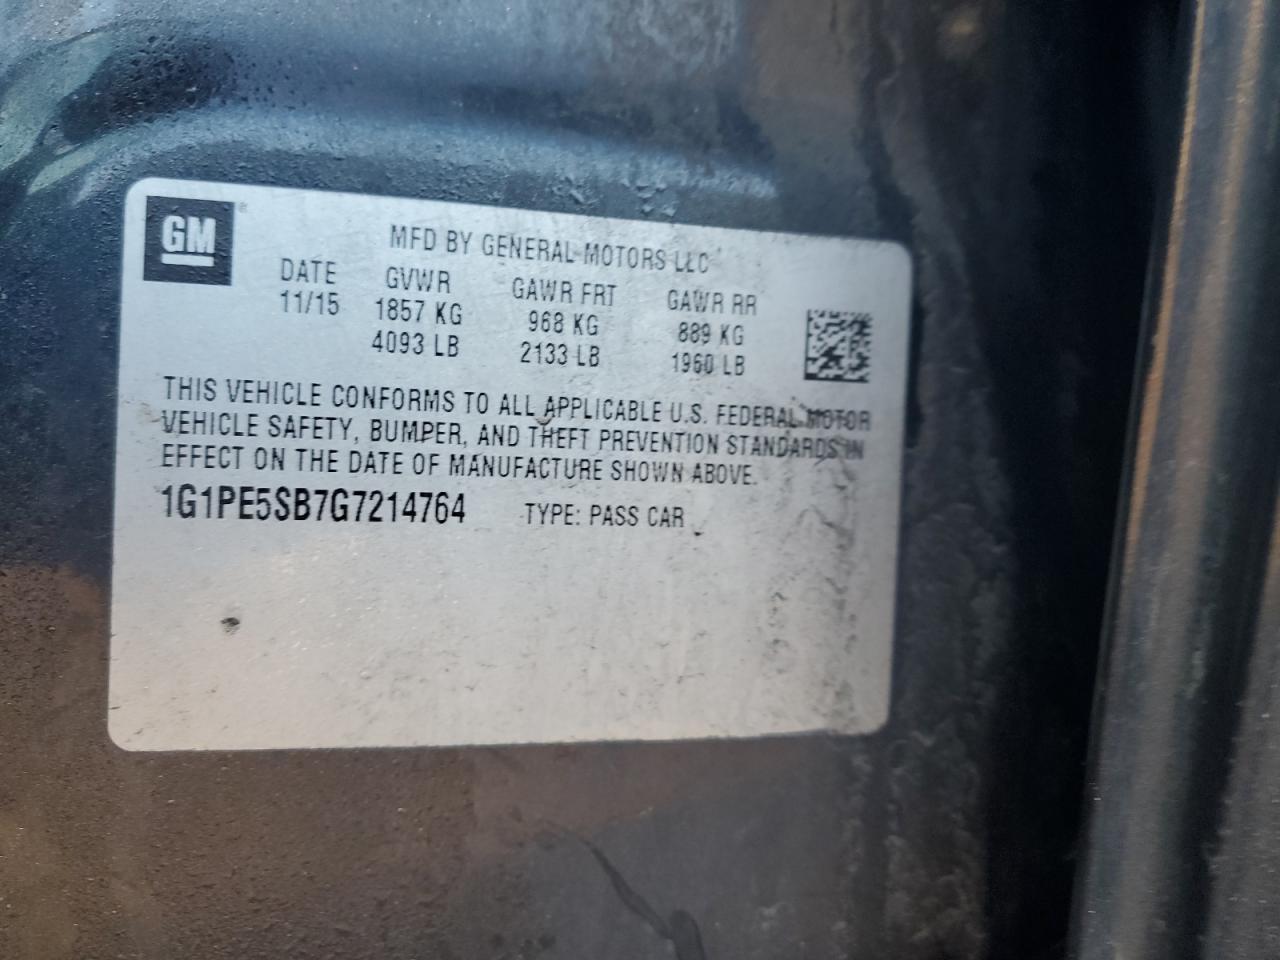 GM®
MFD BY GENERAL MOTORS LLC
DATE GVWR GAWR FRT GAWR RR
11/15 1857 KG 968 KG 889 KG
4093 LB 2133 LB 1960 LB
THIS VEHICLE CONFORMS TO ALL APPLICABLE U.S. FEDERAL MOTOR
VEHICLE SAFETY, BUMPER, AND THEFT PREVENTION STANDARDS IN
EFFECT ON THE DATE OF MANUFACTURE SHOWN ABOVE.
1G1PE5SB7G7214764 TYPE: PASS CAR